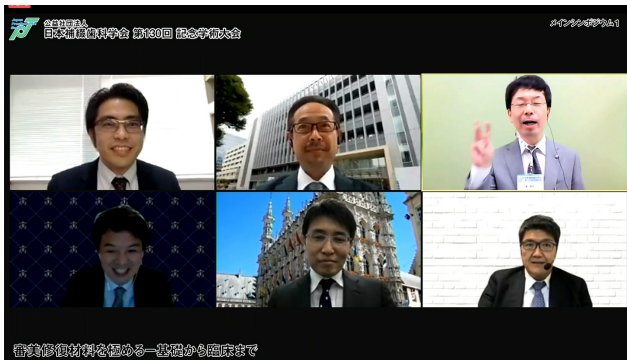 公益社団法人
日本補綴歯科学会 第130回 記念学術大会
メインシンポジウム1
審美修復材料を極める―基礎から臨床まで